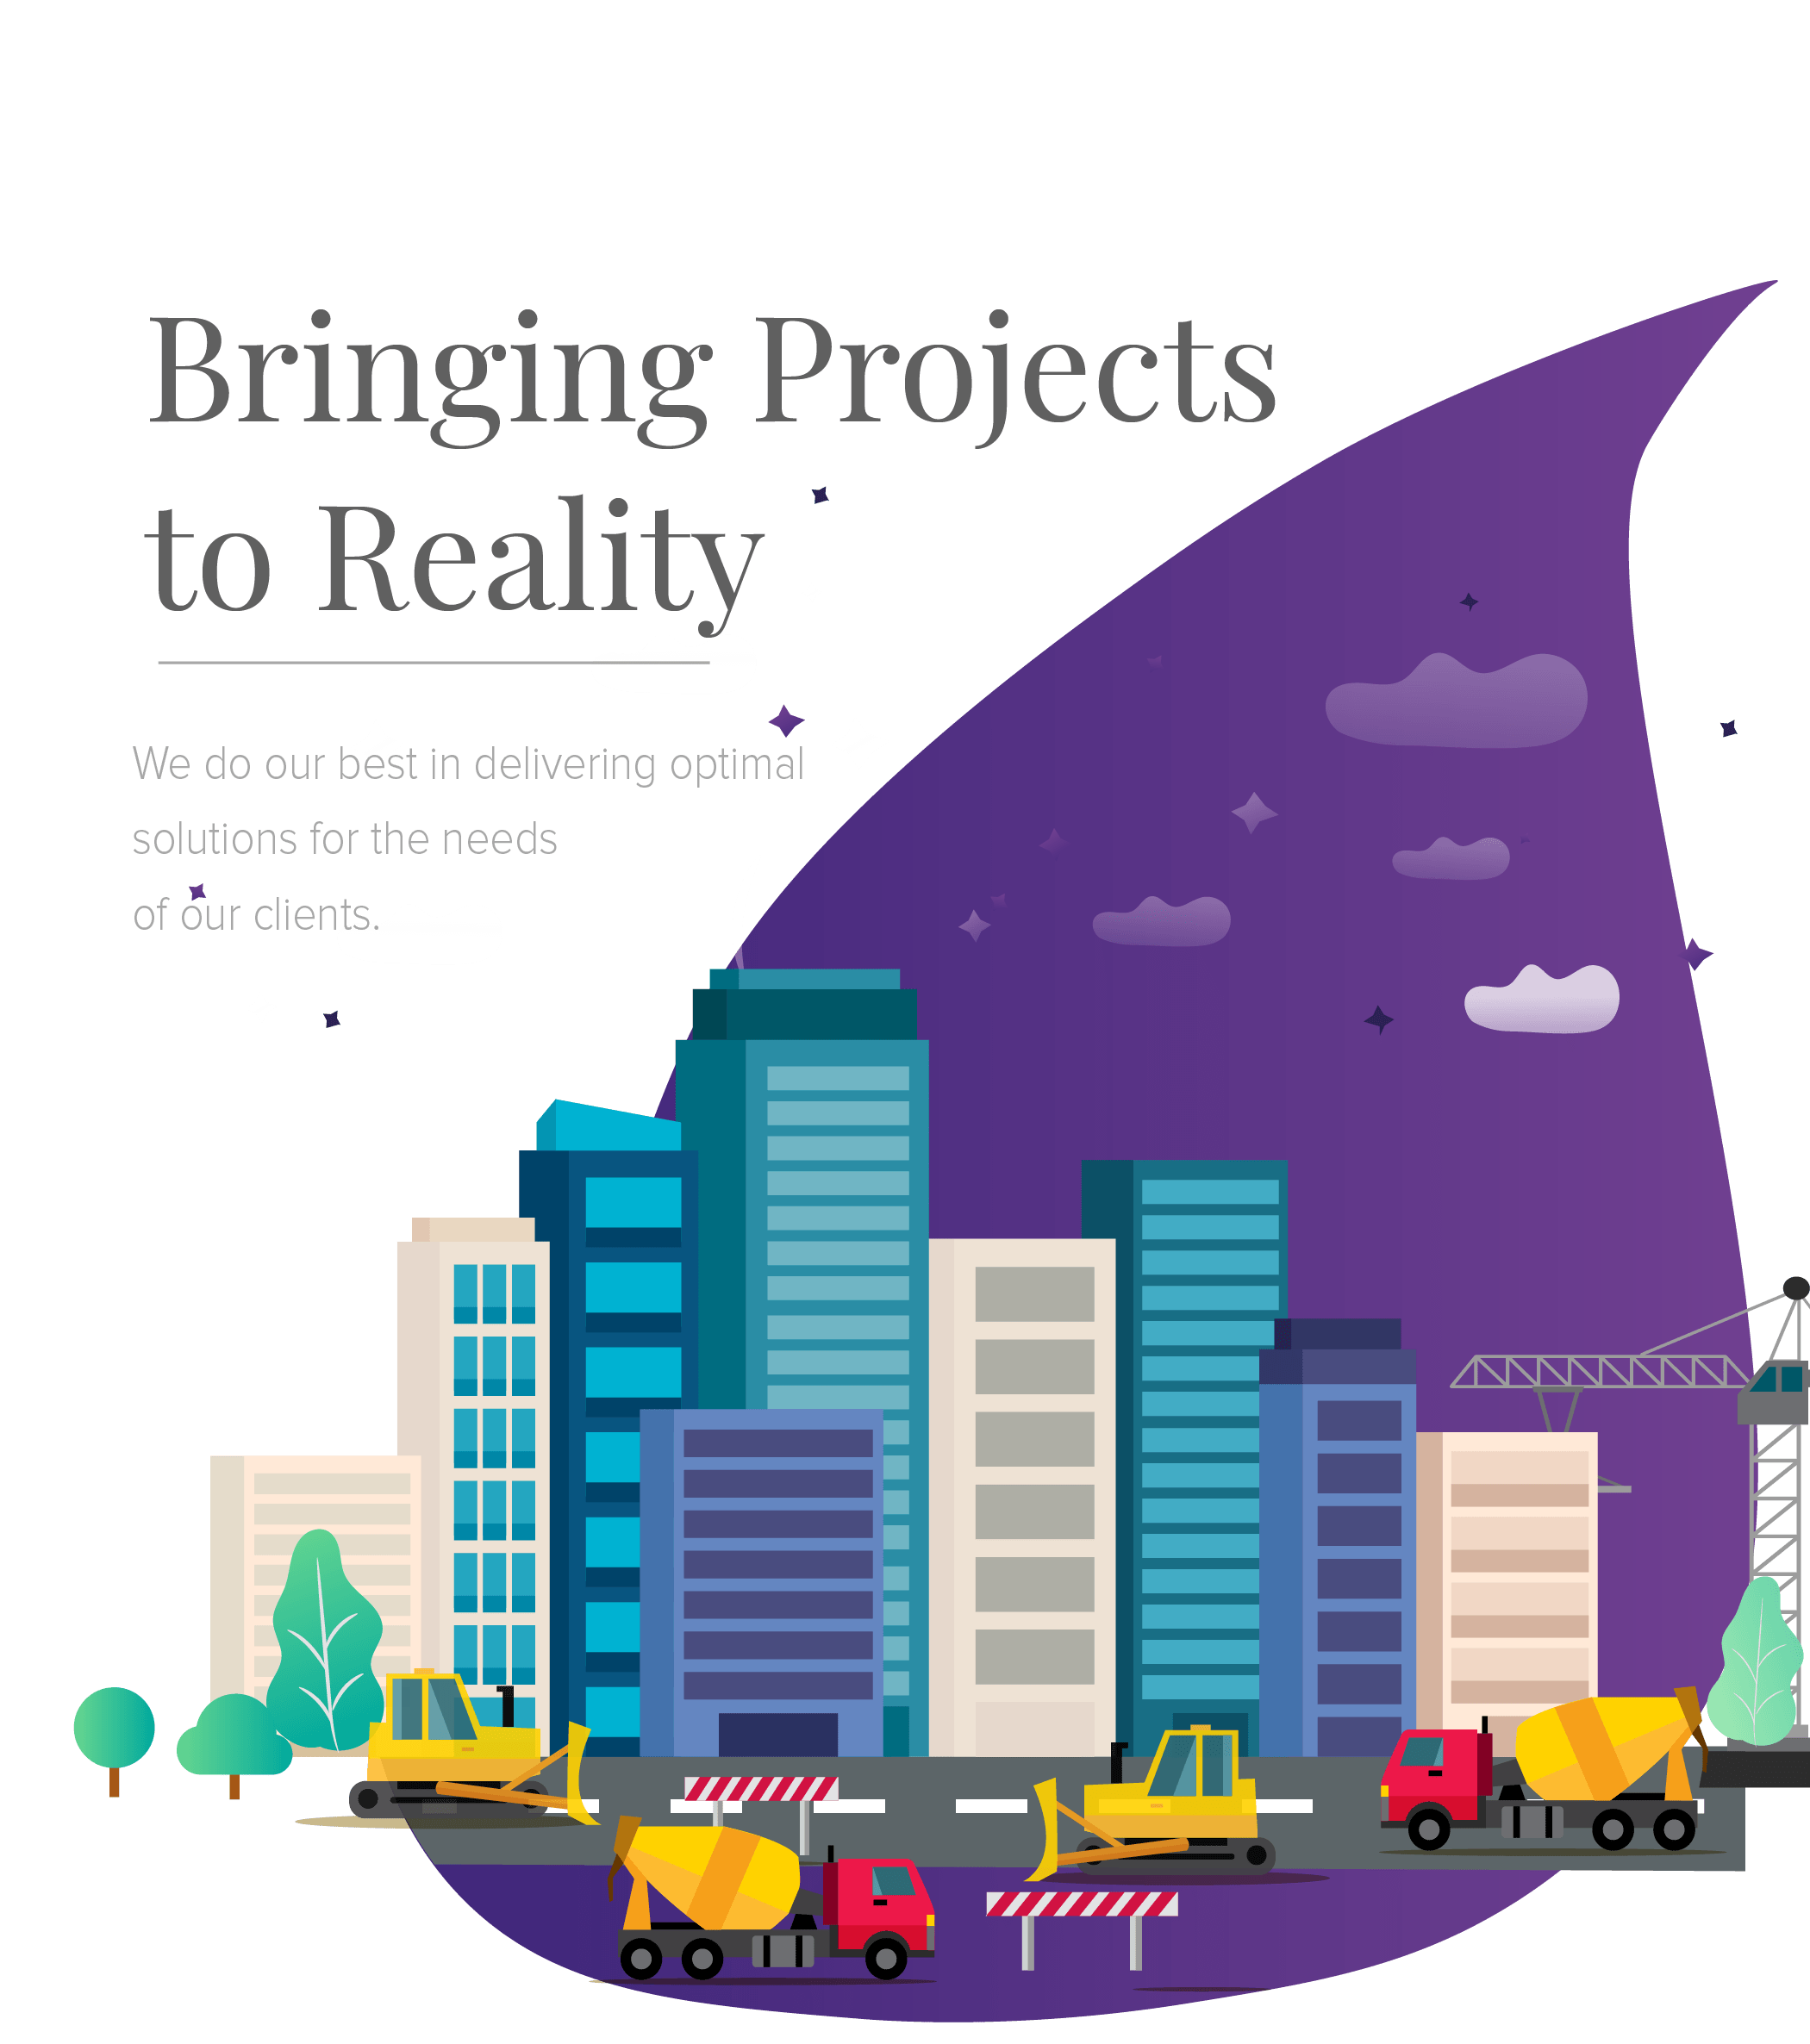 Bringing Projects
to Reality
We do our best in delivering optimal
solutions for the needs
of our clients.